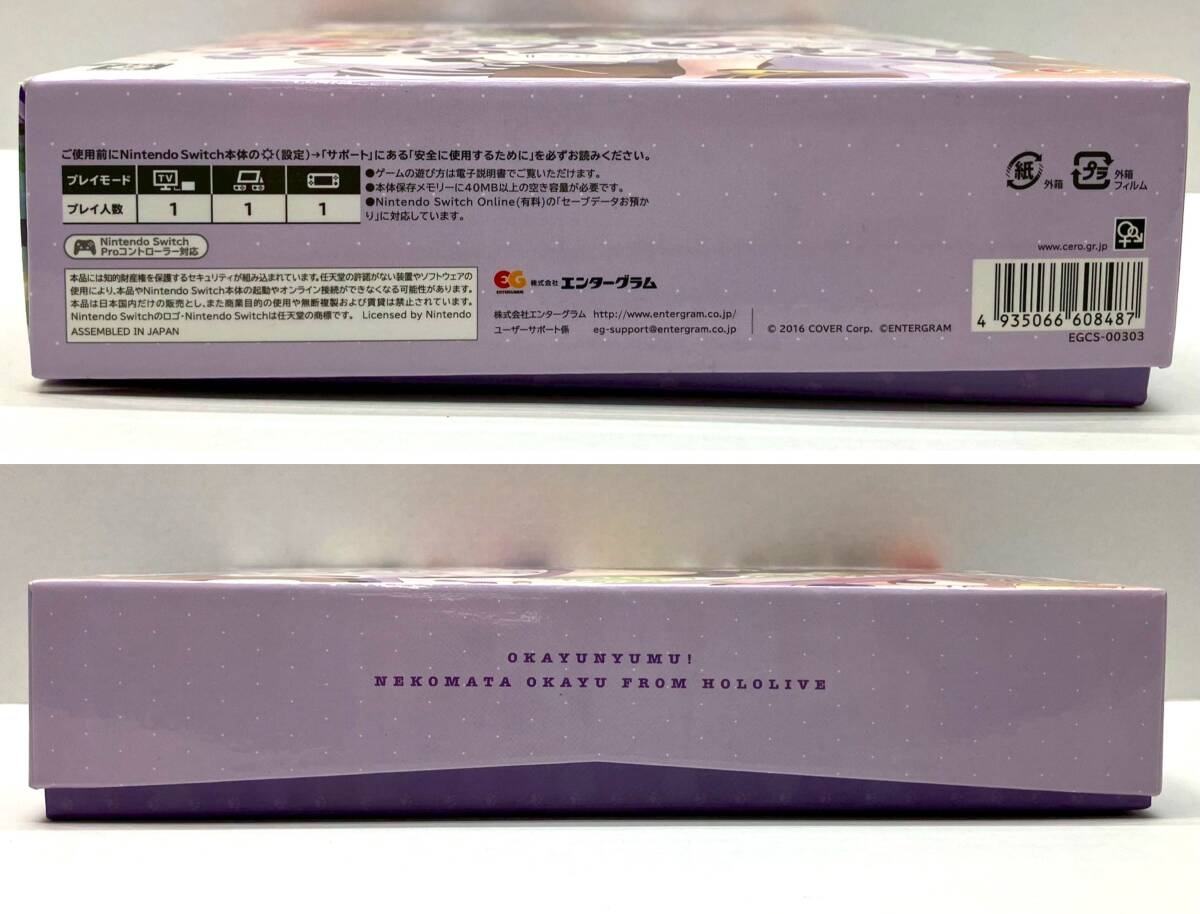 ご使用前にNintendo Switch本体の(設定)→「サポート」にある「安全に使用するために」を必ずお読みください。
プレイモード TV
プレイ人数 1 1 1
●ゲームの遊び方は電子説明書でご覧いただけます。
●本体保存メモリーに40MB以上の空き容量が必要です。
●Nintendo Switch Online(有料)の「セーブデータお預か
り」に対応しています。
Nintendo Switch
Proコントローラー対応
本品には知的財産権を保護するセキュリティが組み込まれています。任天堂の許諾がない装置やソフトウェアの
使用により、本品やNintendo Switch本体の起動やオンライン接続ができなくなる可能性があります。
本品は日本国内だけの販売とし、また商業目的の使用や無断複製および賃貸は禁止されています。
Nintendo Switchのロゴ・Nintendo Switchは任天堂の商標です。 Licensed by Nintendo
ASSEMBLED IN JAPAN
EG
ENTERGRAM
株式会社 エンターグラム
株式会社エンターグラム http://www.entergram.co.jp/
ユーザーサポート係 eg-support@entergram.co.jp
© 2016 COVER Corp. ©ENTERGRAM
紙 外箱
プラ 外箱
フィルム
www.cero.gr.jp
4 935066 608487
EGCS-00303
OKAYUNYUMU!
NEKOMATA OKAYU FROM HOLOLIVE